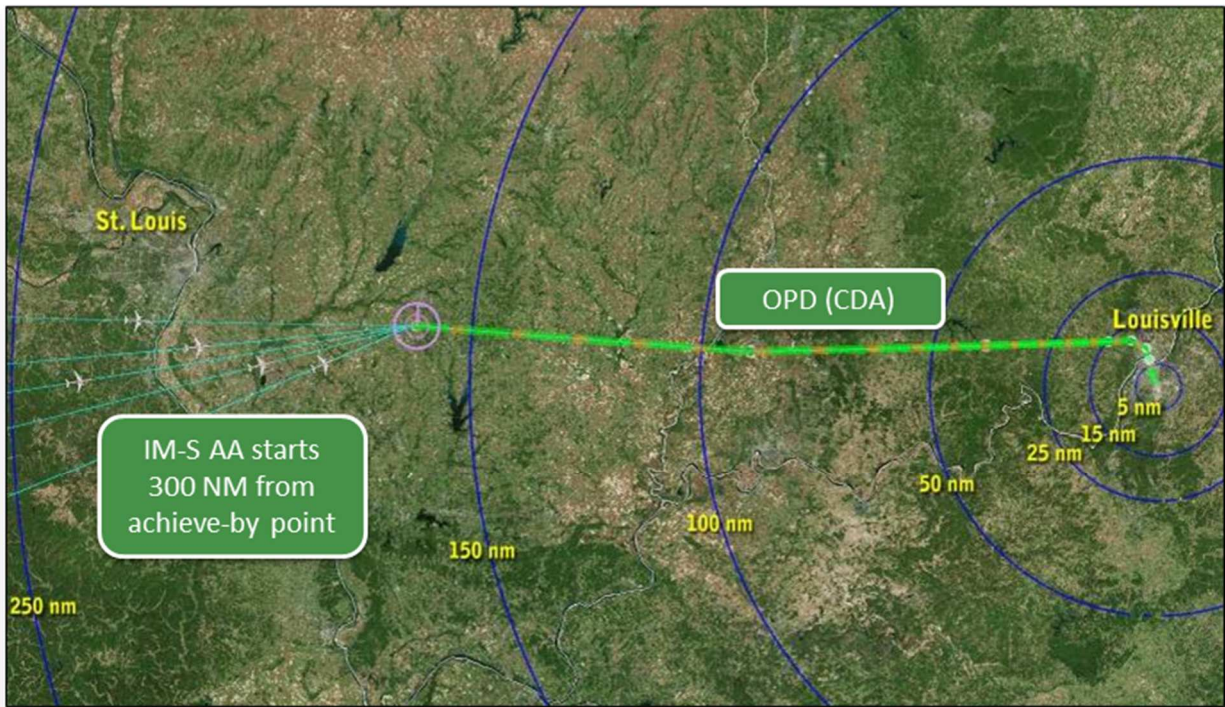 St. Louis
OPD (CDA)
Louisville
IM-S AA starts
300 NM from
achieve-by point
5 nm
15 nm
25 nm
50 nm
100 nm
150 nm
250 nm